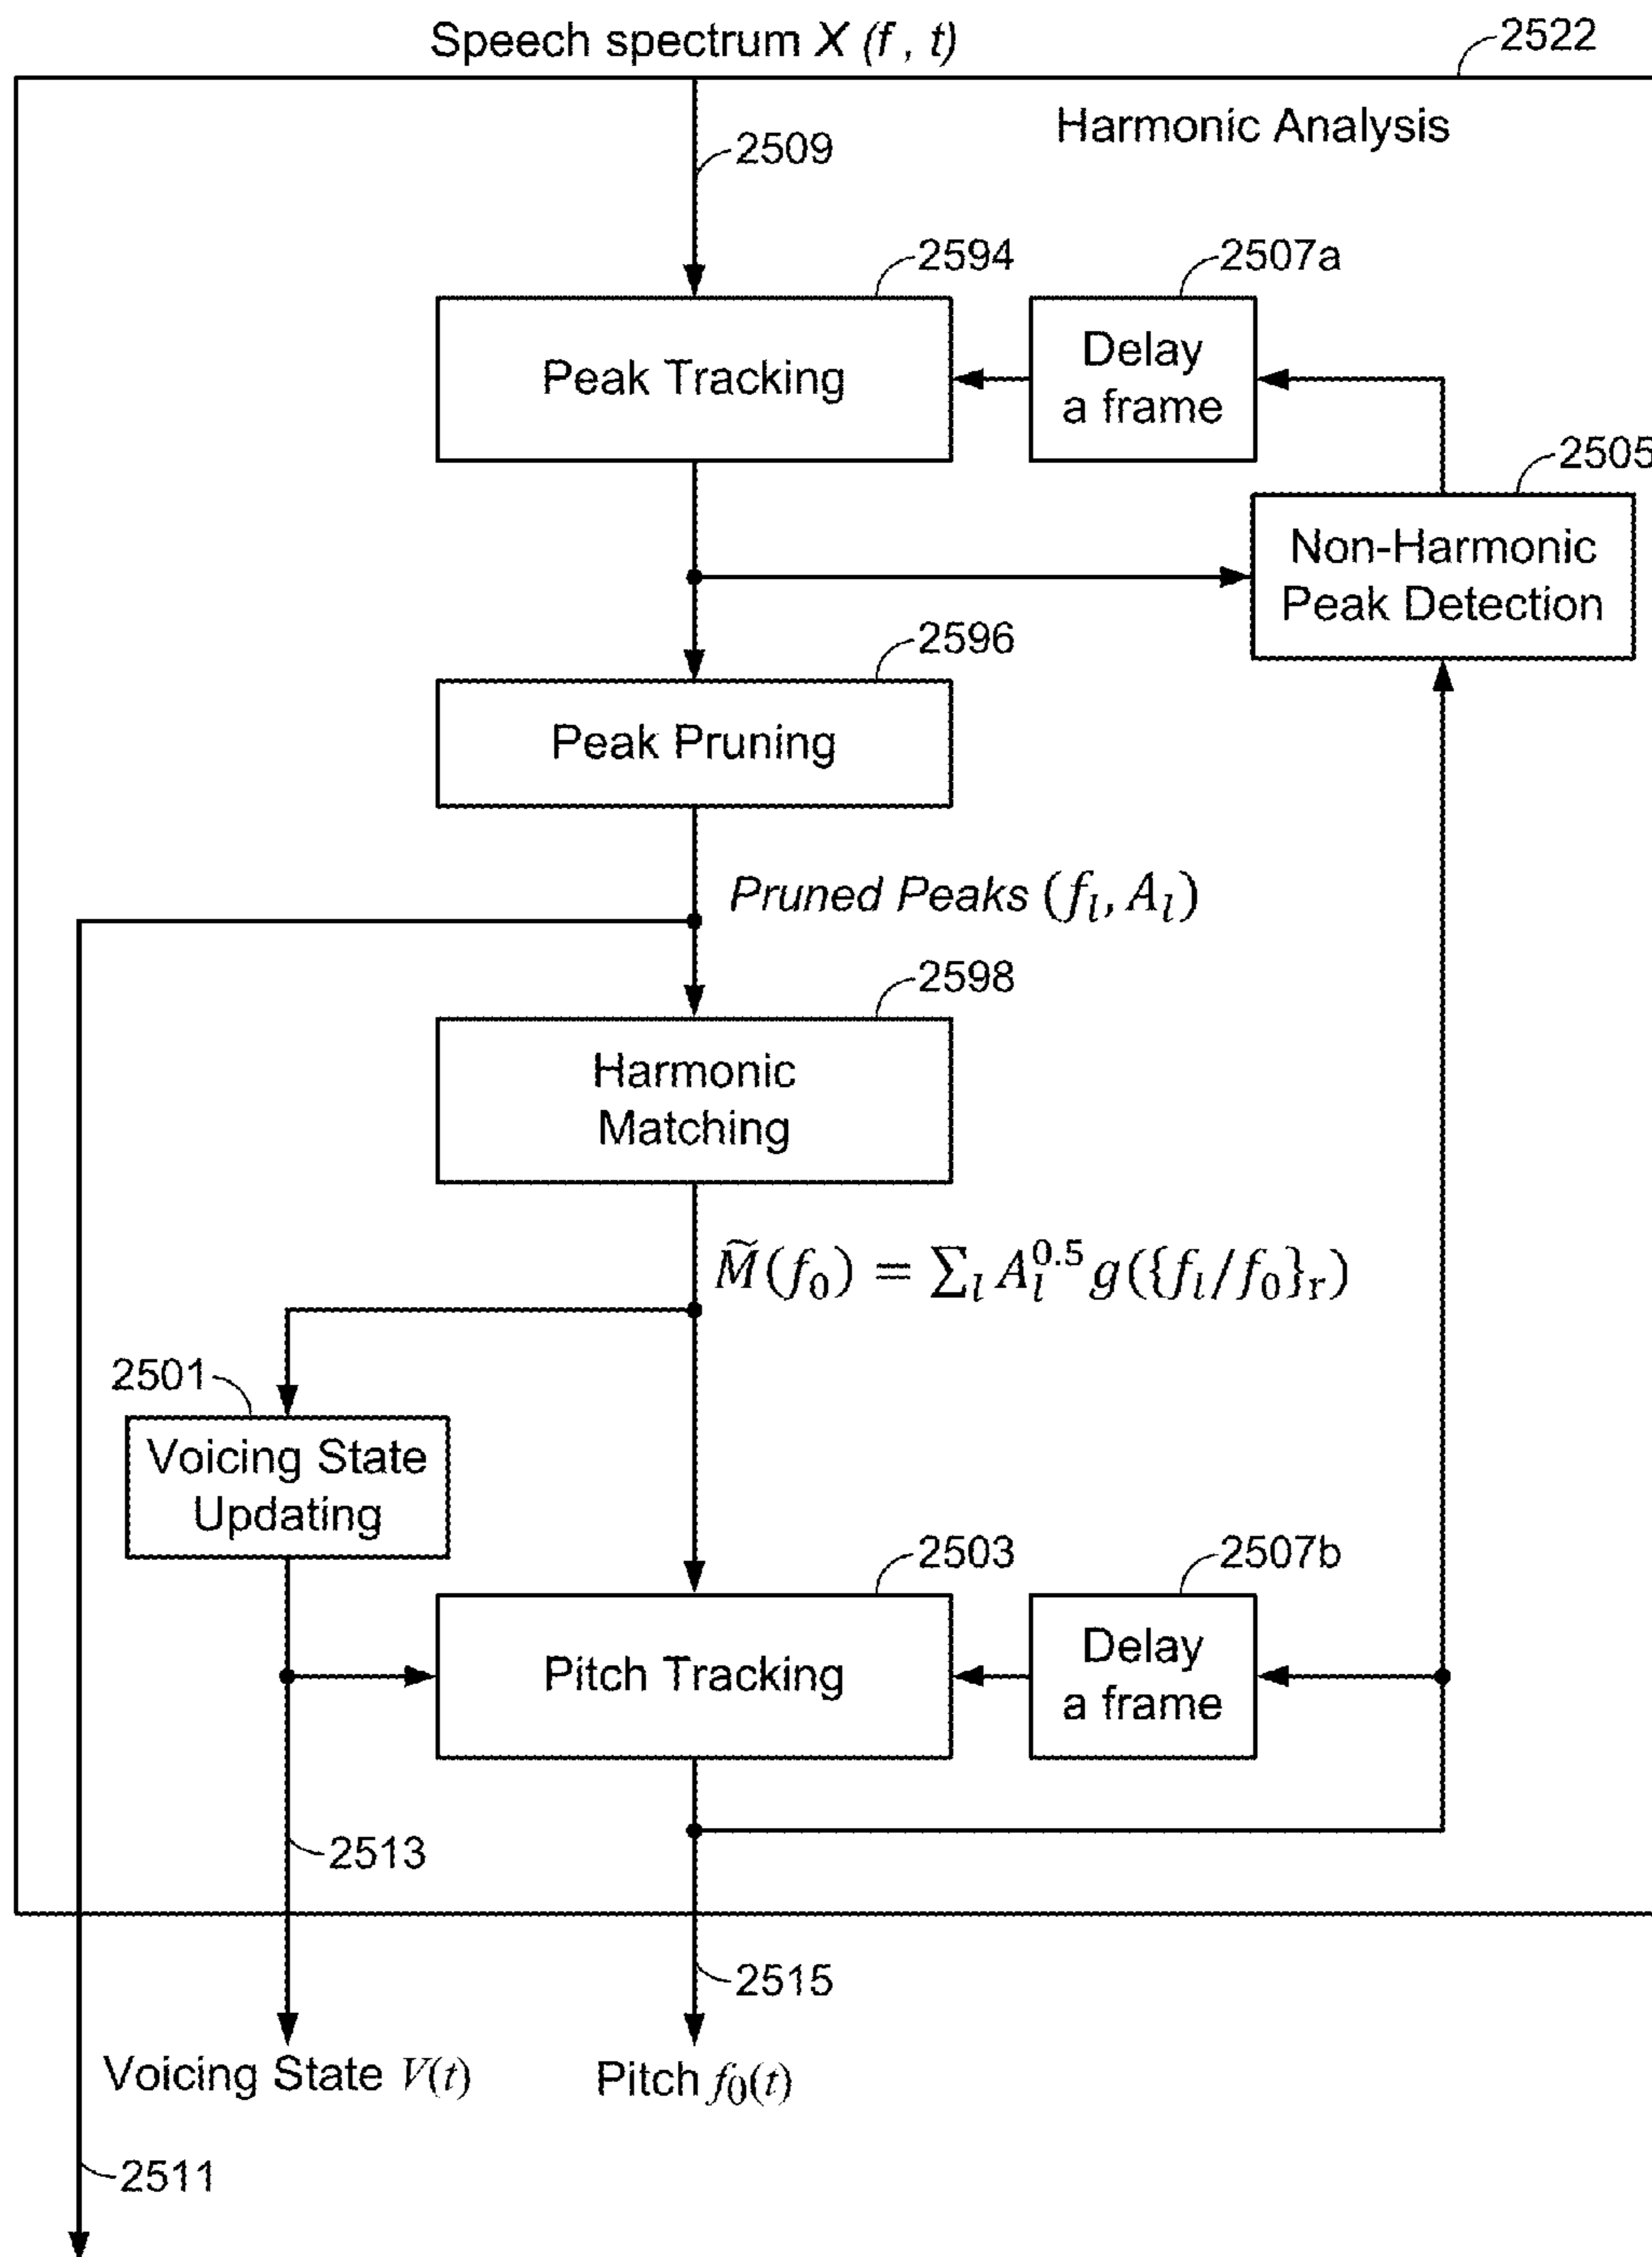 Speech spectrum X (f , t)
2522
Harmonic Analysis
2509
2594
2507a
Peak Tracking
Delay
a frame
2505
Non-Harmonic
Peak Detection
2596
Peak Pruning
Pruned Peaks (f_l, A_l)
2598
Harmonic
Matching
M̃(f_0) = ∑_l A_l^{0.5} g({f_l/f_0}_r)
2501
Voicing State
Updating
2503
2507b
Pitch Tracking
Delay
a frame
2513
2515
Voicing State V(t)
Pitch f_0(t)
2511